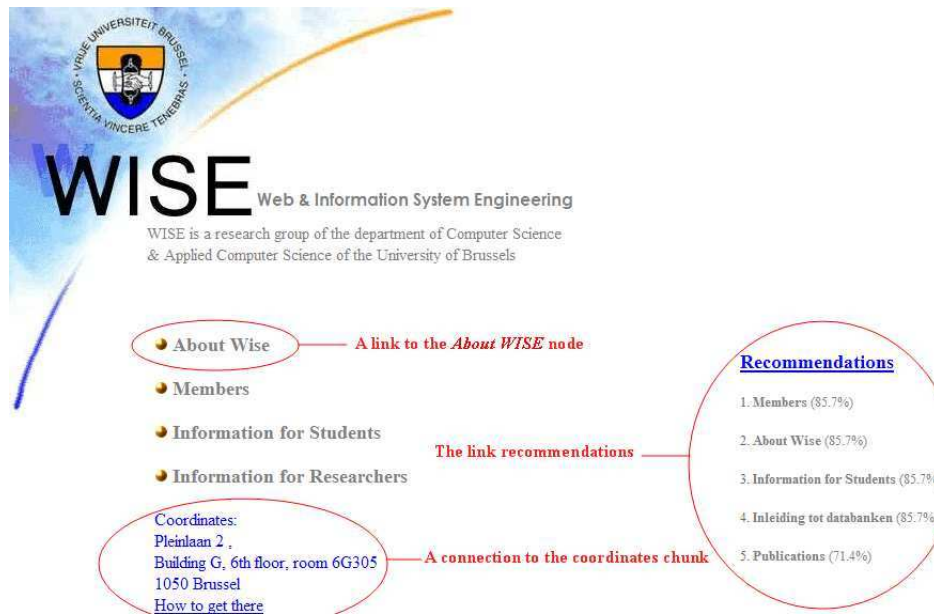 VRIJE UNIVERSITEIT BRUSSEL
SCIENTIA VINCERE TENEBRAS
WISE Web & Information System Engineering
WISE is a research group of the department of Computer Science
& Applied Computer Science of the University of Brussels
About Wise
A link to the About WISE node
Members
Information for Students
Information for Researchers
The link recommendations
Recommendations
1. Members (85.7%)
2. About Wise (85.7%)
3. Information for Students (85.7%
4. Inleiding tot databanken (85.7%
5. Publications (71.4%)
Coordinates:
Pleinlaan 2 ,
Building G, 6th floor, room 6G305
1050 Brussel
How to get there
A connection to the coordinates chunk